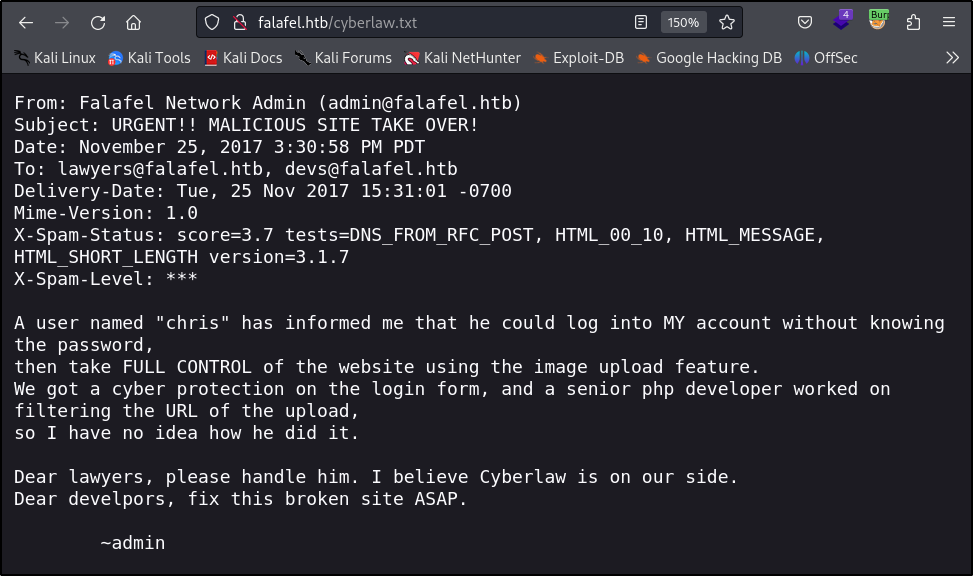 falafel.htb/cyberlaw.txt
150%
4
Bur
Kali Linux
Kali Tools
Kali Docs
Kali Forums
Kali NetHunter
Exploit-DB
Google Hacking DB
OffSec
From: Falafel Network Admin (admin@falafel.htb)
Subject: URGENT!! MALICIOUS SITE TAKE OVER!
Date: November 25, 2017 3:30:58 PM PDT
To: lawyers@falafel.htb, devs@falafel.htb
Delivery-Date: Tue, 25 Nov 2017 15:31:01 -0700
Mime-Version: 1.0
X-Spam-Status: score=3.7 tests=DNS_FROM_RFC_POST, HTML_00_10, HTML_MESSAGE,
HTML_SHORT_LENGTH version=3.1.7
X-Spam-Level: ***
A user named "chris" has informed me that he could log into MY account without knowing
the password,
then take FULL CONTROL of the website using the image upload feature.
We got a cyber protection on the login form, and a senior php developer worked on
filtering the URL of the upload,
so I have no idea how he did it.
Dear lawyers, please handle him. I believe Cyberlaw is on our side.
Dear develpors, fix this broken site ASAP.
~admin